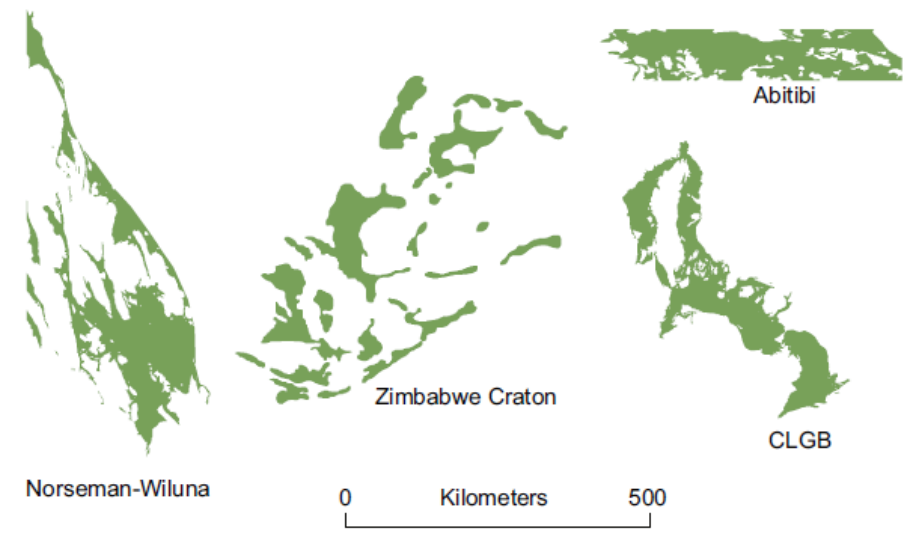 Abitibi
Zimbabwe Craton
CLGB
Norseman-Wiluna
0 Kilometers 500